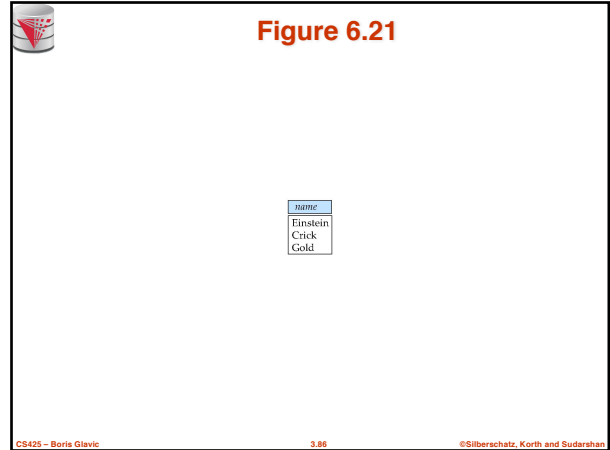 Figure 6.21
name
Einstein
Crick
Gold
CS425 – Boris Glavic 3.86 ©Silberschatz, Korth and Sudarshan